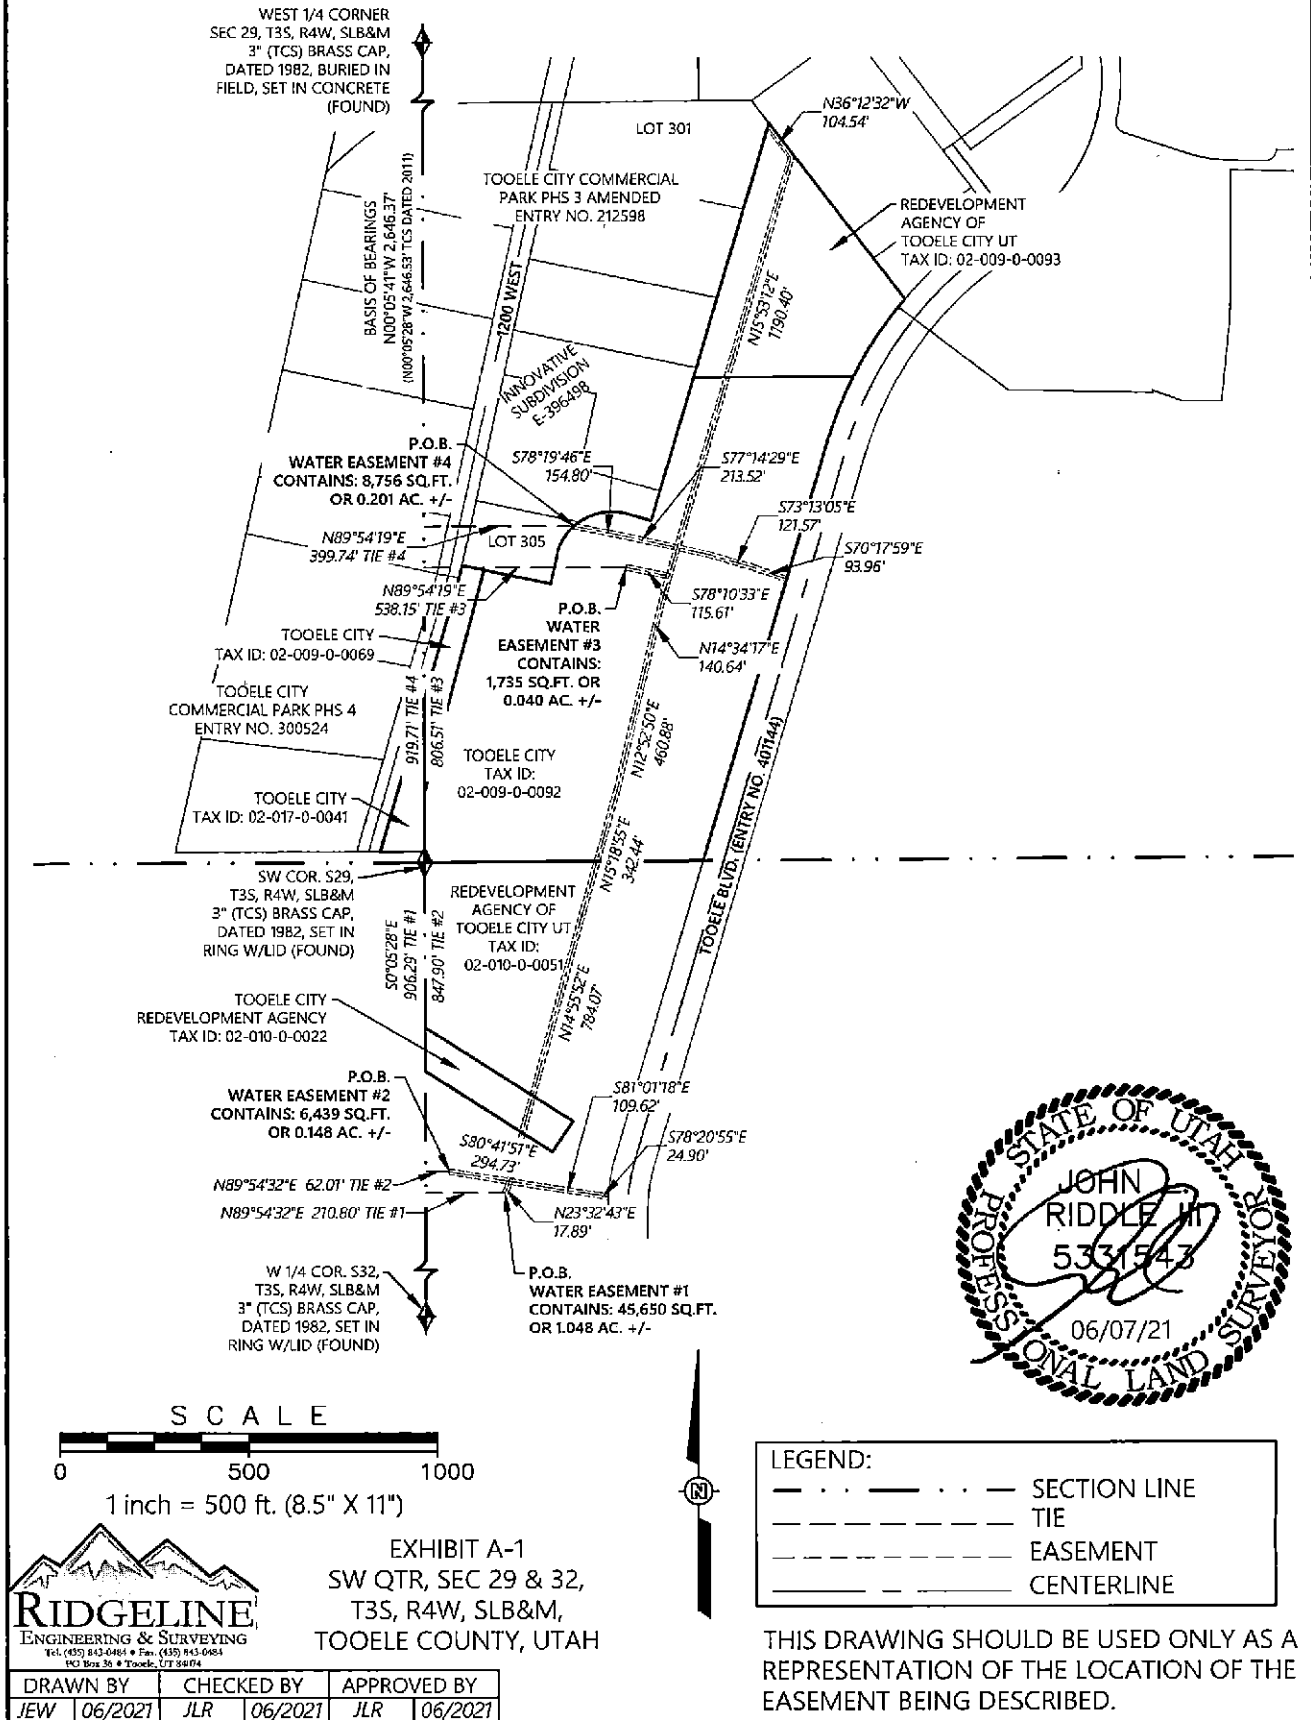 WEST 1/4 CORNER
SEC 29, T3S, R4W, SLB&M
3" (TCS) BRASS CAP,
DATED 1982, BURIED IN
FIELD, SET IN CONCRETE
(FOUND)
N36°12'32"W
104.54'
LOT 301
TOOELE CITY COMMERCIAL
PARK PHS 3 AMENDED
ENTRY NO. 212598
REDEVELOPMENT
AGENCY OF
TOOELE CITY UT
TAX ID: 02-009-0-0093
BASIS OF BEARINGS
N00°05'41"W 2,646.37'
(N00°05'28"W 2,646.53' TCS DATED 2011)
1200 WEST
N15°53'12"E
1190.40'
INNOVATIVE
SUBDIVISION
E-396498
P.O.B.
WATER EASEMENT #4
CONTAINS: 8,756 SQ.FT.
OR 0.201 AC. +/-
S78°19'46"E
154.80'
S77°14'29"E
213.52'
S73°13'05"E
121.57'
S70°17'59"E
93.96'
N89°54'19"E
399.74' TIE #4
LOT 305
N89°54'19"E
538.15' TIE #3
S78°10'33"E
115.61'
P.O.B.
WATER
EASEMENT #3
CONTAINS:
1,735 SQ.FT. OR
0.040 AC. +/-
N14°34'17"E
140.64'
TOOELE CITY
TAX ID: 02-009-0-0069
TOOELE CITY
COMMERCIAL PARK PHS 4
ENTRY NO. 300524
919.71' TIE #4
806.51' TIE #3
N12°52'50"E
460.88'
TOOELE CITY
TAX ID:
02-009-0-0092
TOOELE CITY
TAX ID: 02-017-0-0041
N15°18'55"E
342.44'
TOOELE BLVD. (ENTRY NO. 401144)
SW COR. S29,
T3S, R4W, SLB&M
3" (TCS) BRASS CAP,
DATED 1982, SET IN
RING W/LID (FOUND)
REDEVELOPMENT
AGENCY OF
TOOELE CITY UT
TAX ID:
02-010-0-0051
S0°05'28"E
906.29' TIE #1
847.90' TIE #2
N14°55'52"E
784.07'
TOOELE CITY
REDEVELOPMENT AGENCY
TAX ID: 02-010-0-0022
P.O.B.
WATER EASEMENT #2
CONTAINS: 6,439 SQ.FT.
OR 0.148 AC. +/-
S81°01'18"E
109.62'
S80°41'51"E
294.73'
S78°20'55"E
24.90'
N89°54'32"E 62.01' TIE #2
N89°54'32"E 210.80' TIE #1
N23°32'43"E
17.89'
W 1/4 COR. S32,
T3S, R4W, SLB&M
3" (TCS) BRASS CAP,
DATED 1982, SET IN
RING W/LID (FOUND)
P.O.B.
WATER EASEMENT #1
CONTAINS: 45,650 SQ.FT.
OR 1.048 AC. +/-
STATE OF UTAH
PROFESSIONAL LAND SURVEYOR
JOHN
RIDDLE III
5331543
06/07/21
SCALE
0 500 1000
1 inch = 500 ft. (8.5" X 11")
N
LEGEND:
SECTION LINE
TIE
EASEMENT
CENTERLINE
RIDGELINE
ENGINEERING & SURVEYING
Tel. (435) 843-0484 • Fax. (435) 843-0484
PO Box 36 • Tooele, UT 84074
EXHIBIT A-1
SW QTR, SEC 29 & 32,
T3S, R4W, SLB&M,
TOOELE COUNTY, UTAH
THIS DRAWING SHOULD BE USED ONLY AS A
REPRESENTATION OF THE LOCATION OF THE
EASEMENT BEING DESCRIBED.
DRAWN BY CHECKED BY APPROVED BY
JEW 06/2021 JLR 06/2021 JLR 06/2021